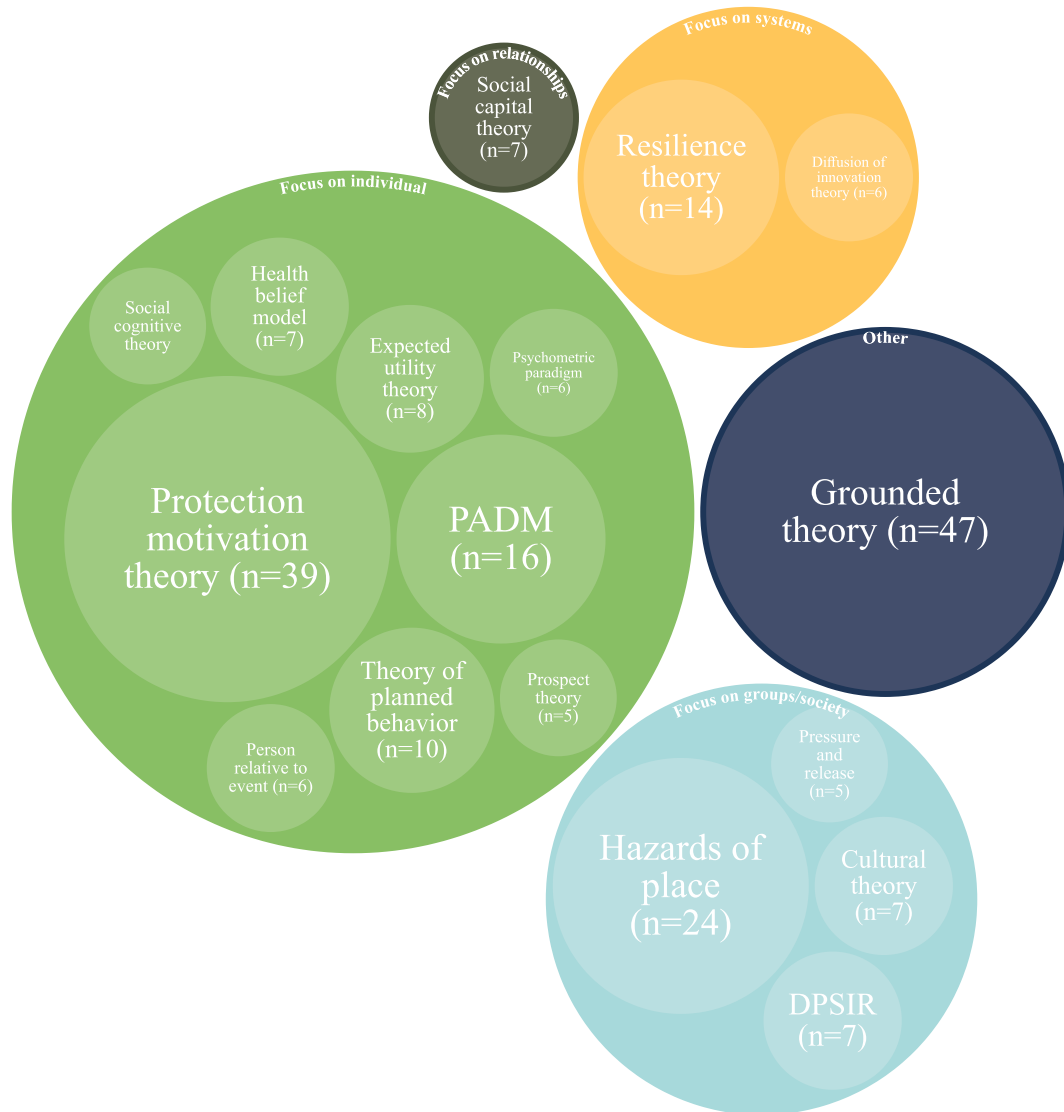 Focus on relationships
Social
capital
theory
(n=7)
Focus on systems
Resilience
theory
(n=14)
Diffusion of
innovation
theory (n=6)
Focus on individual
Social
cognitive
theory
Health
belief
model
(n=7)
Expected
utility
theory
(n=8)
Psychometric
paradigm
(n=6)
Protection
motivation
theory (n=39)
PADM
(n=16)
Theory of
planned
behavior
(n=10)
Prospect
theory
(n=5)
Person
relative to
event (n=6)
Other
Grounded
theory (n=47)
Focus on groups/society
Pressure
and
release
(n=5)
Hazards of
place
(n=24)
Cultural
theory
(n=7)
DPSIR
(n=7)